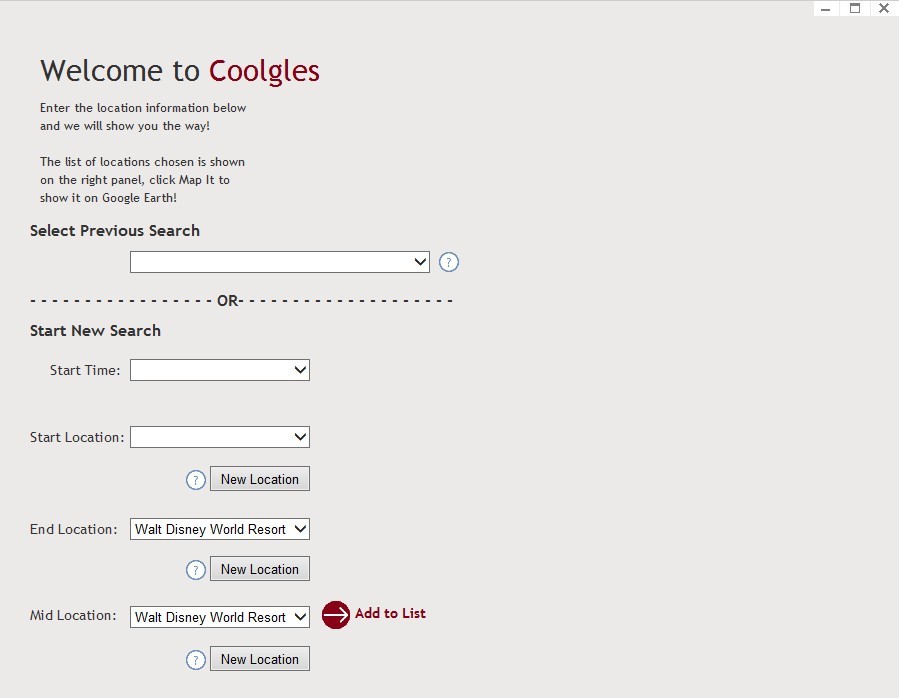 Welcome to Coolgles
Enter the location information below
and we will show you the way!
The list of locations chosen is shown
on the right panel, click Map It to
show it on Google Earth!
Select Previous Search
?
- - - - - - - - - - - - - - - - - OR- - - - - - - - - - - - - - - - - - - -
Start New Search
Start Time:
Start Location:
? New Location
End Location: Walt Disney World Resort
? New Location
Mid Location: Walt Disney World Resort Add to List
? New Location